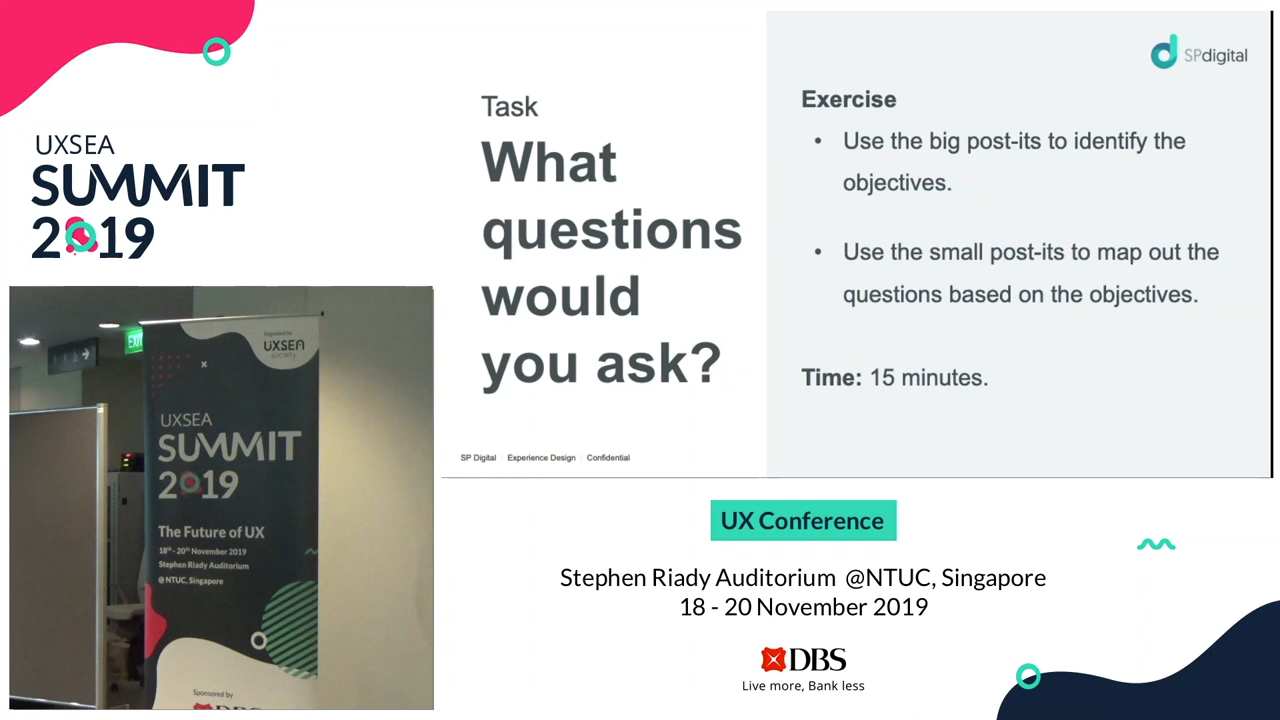 UXSEA
SUMMIT
2019
Task
What
questions
would
you ask?
SP Digital Experience Design Confidential
SPdigital
Exercise
• Use the big post-its to identify the
objectives.
• Use the small post-its to map out the
questions based on the objectives.
Time: 15 minutes.
EXIT
Organised by
UXSEA
society
UXSEA
SUMMIT
2019
The Future of UX
18th - 20th November 2019
Stephen Riady Auditorium
@NTUC, Singapore
Sponsored by
DBS
UX Conference
Stephen Riady Auditorium @NTUC, Singapore
18 - 20 November 2019
DBS
Live more, Bank less